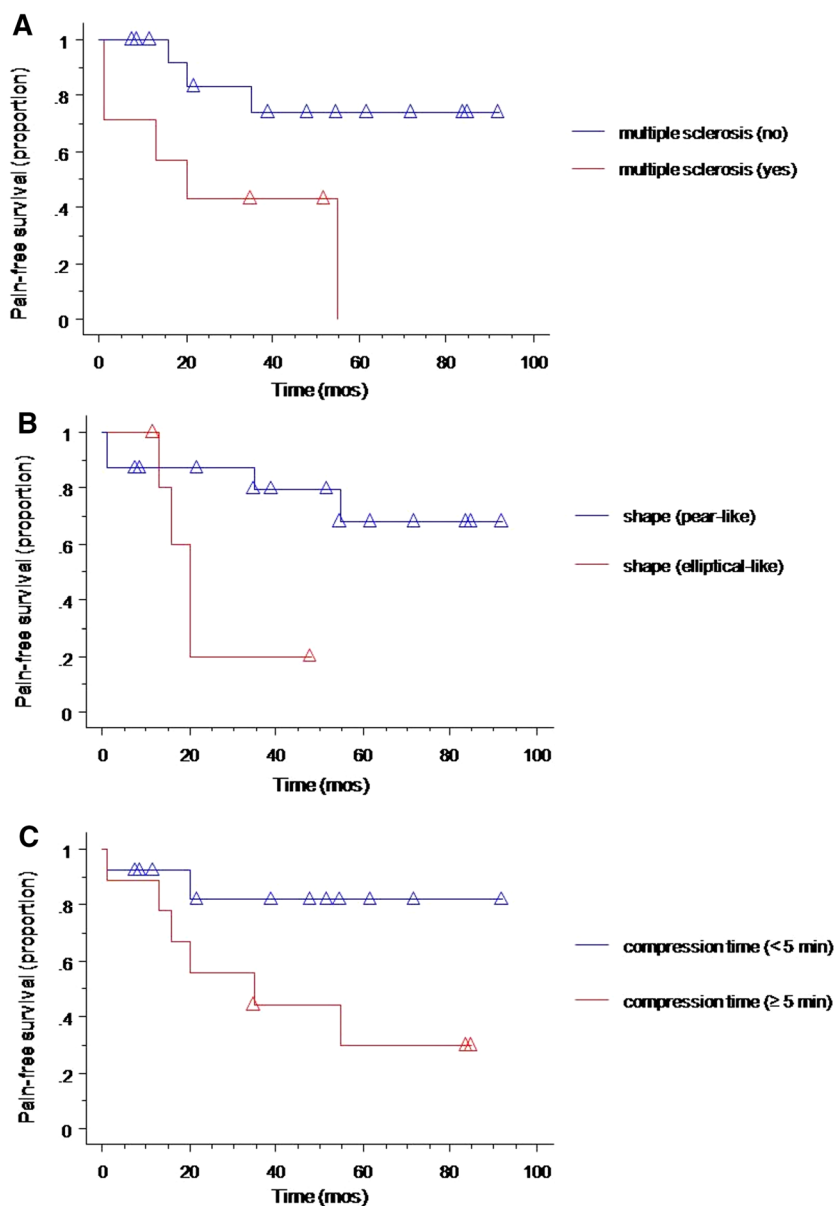 A
Pain-free survival (proportion)
1
.8
.6
.4
.2
0
0 20 40 60 80 100
Time (mos)
multiple sclerosis (no)
multiple sclerosis (yes)
B
Pain-free survival (proportion)
1
.8
.6
.4
.2
0
0 20 40 60 80 100
Time (mos)
shape (pear-like)
shape (elliptical-like)
C
Pain-free survival (proportion)
1
.8
.6
.4
.2
0
0 20 40 60 80 100
Time (mos)
compression time (< 5 min)
compression time (≥ 5 min)